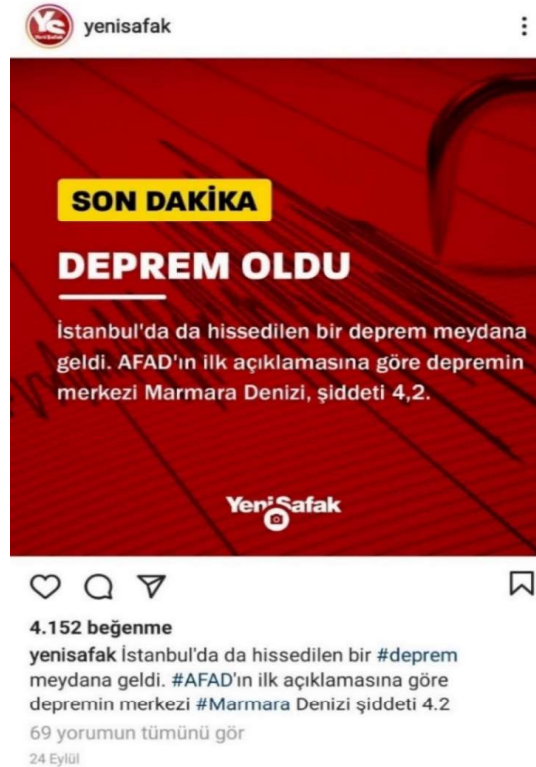 yenisafak
SON DAKİKA
DEPREM OLDU
İstanbul'da da hissedilen bir deprem meydana
geldi. AFAD'ın ilk açıklamasına göre depremin
merkezi Marmara Denizi, şiddeti 4,2.
YeniSafak
4.152 beğenme
yenisafak İstanbul'da da hissedilen bir #deprem
meydana geldi. #AFAD'ın ilk açıklamasına göre
depremin merkezi #Marmara Denizi şiddeti 4.2
69 yorumun tümünü gör
24 Eylül